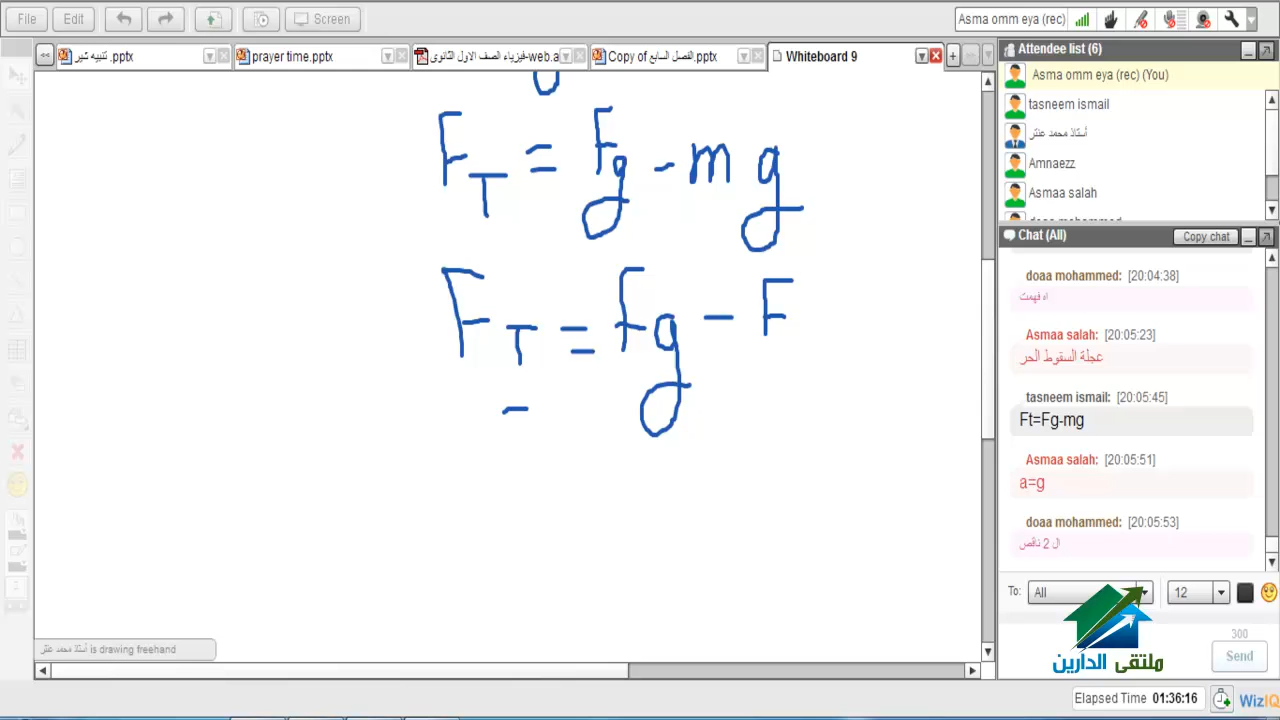 File
Edit
Screen
Asma omm eya (rec)
تنبيه شير.pptx
prayer time.pptx
فيزياء الصف الاول الثانوى-web.a
Copy of الفصل السابع.pptx
Whiteboard 9
FT = Fg - mg
FT = Fg - F
-
أستاذ محمد عنتر is drawing freehand
Attendee list (6)
Asma omm eya (rec) (You)
tasneem ismail
أستاذ محمد عنتر
Amnaezz
Asmaa salah
doaa mohammed
Chat (All)
Copy chat
doaa mohammed: [20:04:38]
اه فهمت
Asmaa salah: [20:05:23]
عجلة السقوط الحر
tasneem ismail: [20:05:45]
Ft=Fg-mg
Asmaa salah: [20:05:51]
a=g
doaa mohammed: [20:05:53]
ال 2 ناقص
To: All 12
ملتقى الدارين
300
Send
Elapsed Time 01:36:16
WizIQ